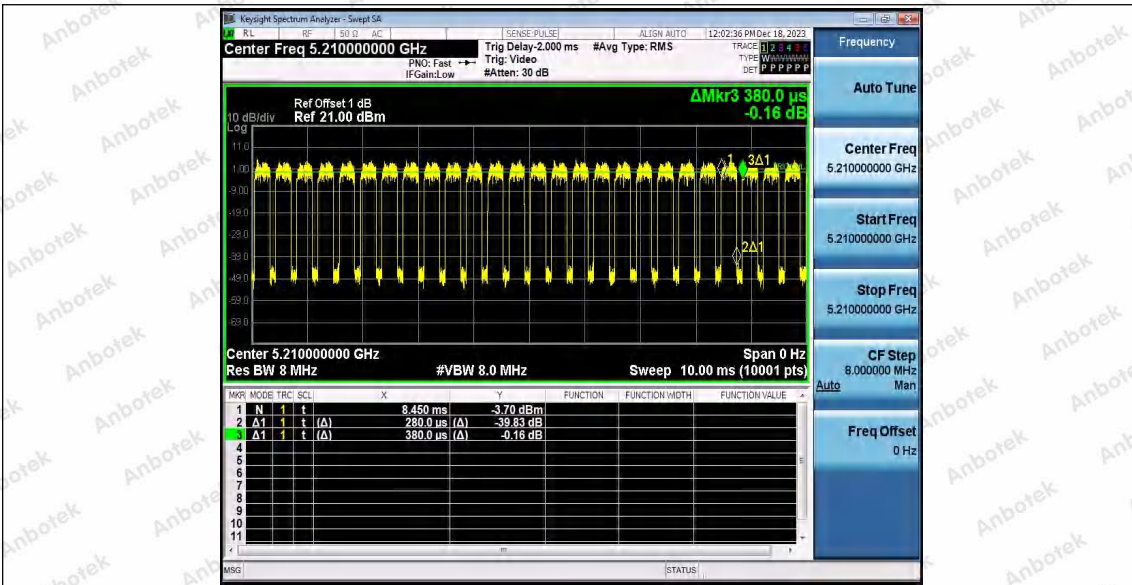 Keysight Spectrum Analyzer - Swept SA
RL RF 50 Ω AC SENSE:PULSE ALIGN AUTO 12:02:36 PM Dec 18, 2023
Center Freq 5.210000000 GHz
PNO: Fast
IFGain:Low
Trig Delay-2.000 ms
Trig: Video
#Atten: 30 dB
#Avg Type: RMS
TRACE 1 2 3 4 5 6
TYPE WWWWWW
DET P P P P P P
Frequency
Auto Tune
Center Freq
5.210000000 GHz
Start Freq
5.210000000 GHz
Stop Freq
5.210000000 GHz
CF Step
8.000000 MHz
Auto Man
Freq Offset
0 Hz
ΔMkr3 380.0 µs
-0.16 dB
Ref Offset 1 dB
10 dB/div Ref 21.00 dBm
Log
11.0
1.00
-9.00
-19.0
-29.0
-39.0
-49.0
-59.0
-69.0
1
3Δ1
2Δ1
Center 5.210000000 GHz Span 0 Hz
Res BW 8 MHz #VBW 8.0 MHz Sweep 10.00 ms (10001 pts)
MKR MODE TRC SCL X Y FUNCTION FUNCTION WIDTH FUNCTION VALUE
1 N 1 t 8.450 ms -3.70 dBm
2 Δ1 1 t (Δ) 280.0 µs (Δ) -39.83 dB
3 Δ1 1 t (Δ) 380.0 µs (Δ) -0.16 dB
4
5
6
7
8
9
10
11
MSG STATUS
Anbotek